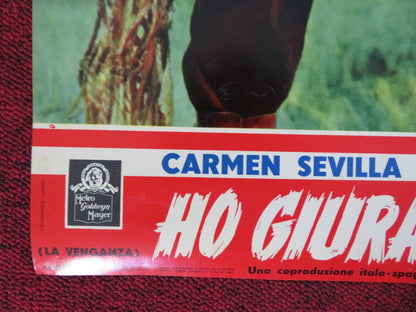 CARMEN SEVILLA
Metro
Goldwyn
Mayer
HO GIURA
(LA VENGANZA)
Una coproduzione italo-spag